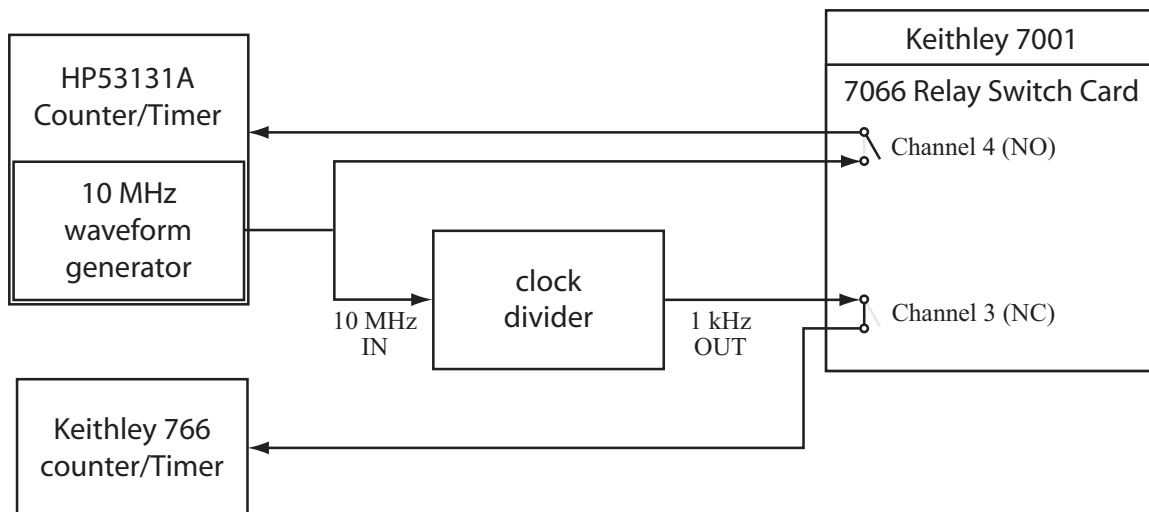 HP53131A
Counter/Timer
10 MHz
waveform
generator
Keithley 7001
7066 Relay Switch Card
Channel 4 (NO)
clock
divider
10 MHz
IN
1 kHz
OUT
Channel 3 (NC)
Keithley 766
counter/Timer